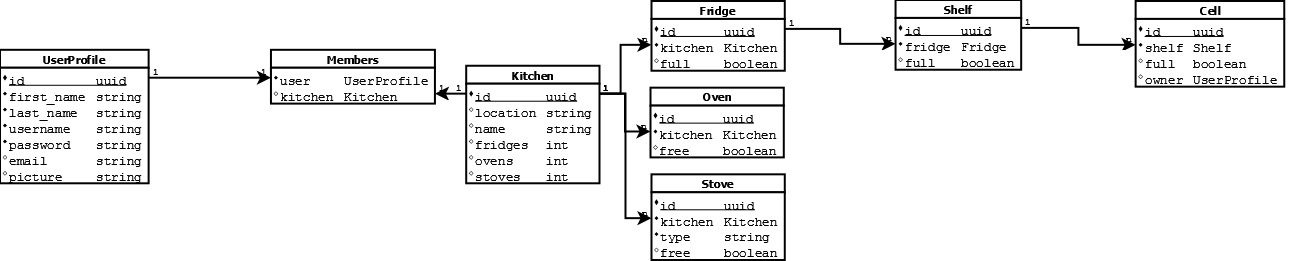 UserProfile
id uuid
first_name string
last_name string
username string
password string
email string
picture string
1
1
Members
user UserProfile
kitchen Kitchen
1
1
Kitchen
id uuid
location string
name string
fridges int
ovens int
stoves int
1
n
Fridge
id uuid
kitchen Kitchen
full boolean
n
Oven
id uuid
kitchen Kitchen
free boolean
n
Stove
id uuid
kitchen Kitchen
type string
free boolean
1
n
Shelf
id uuid
fridge Fridge
full boolean
1
n
Cell
id uuid
shelf Shelf
full boolean
owner UserProfile